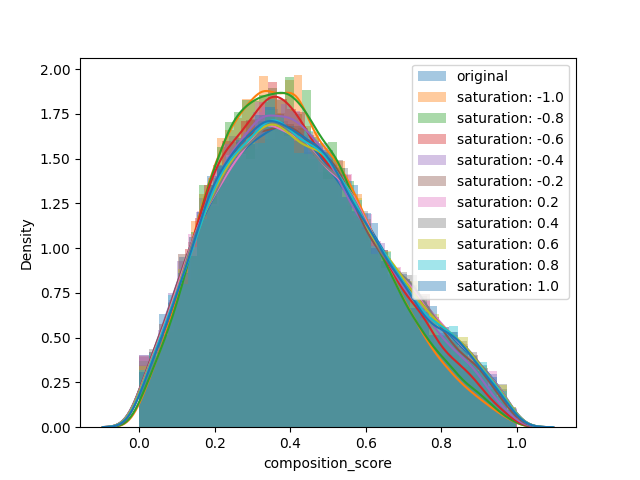 2.00
1.75
1.50
1.25
1.00
0.75
0.50
0.25
0.00
Density
0.0
0.2
0.4
0.6
0.8
1.0
composition_score
original
saturation: -1.0
saturation: -0.8
saturation: -0.6
saturation: -0.4
saturation: -0.2
saturation: 0.2
saturation: 0.4
saturation: 0.6
saturation: 0.8
saturation: 1.0